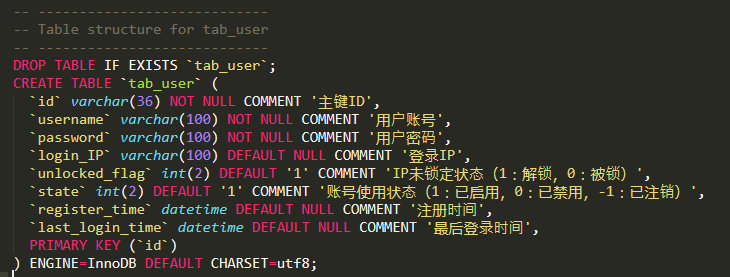 -- ----------------------------
-- Table structure for tab_user
-- ----------------------------
DROP TABLE IF EXISTS `tab_user`;
CREATE TABLE `tab_user` (
  `id` varchar(36) NOT NULL COMMENT '主键ID',
  `username` varchar(100) NOT NULL COMMENT '用户账号',
  `password` varchar(100) NOT NULL COMMENT '用户密码',
  `login_IP` varchar(100) DEFAULT NULL COMMENT '登录IP',
  `unlocked_flag` int(2) DEFAULT '1' COMMENT 'IP未锁定状态（1：解锁，0：被锁）',
  `state` int(2) DEFAULT '1' COMMENT '账号使用状态（1：已启用，0：已禁用，-1：已注销）',
  `register_time` datetime DEFAULT NULL COMMENT '注册时间',
  `last_login_time` datetime DEFAULT NULL COMMENT '最后登录时间',
  PRIMARY KEY (`id`)
) ENGINE=InnoDB DEFAULT CHARSET=utf8;